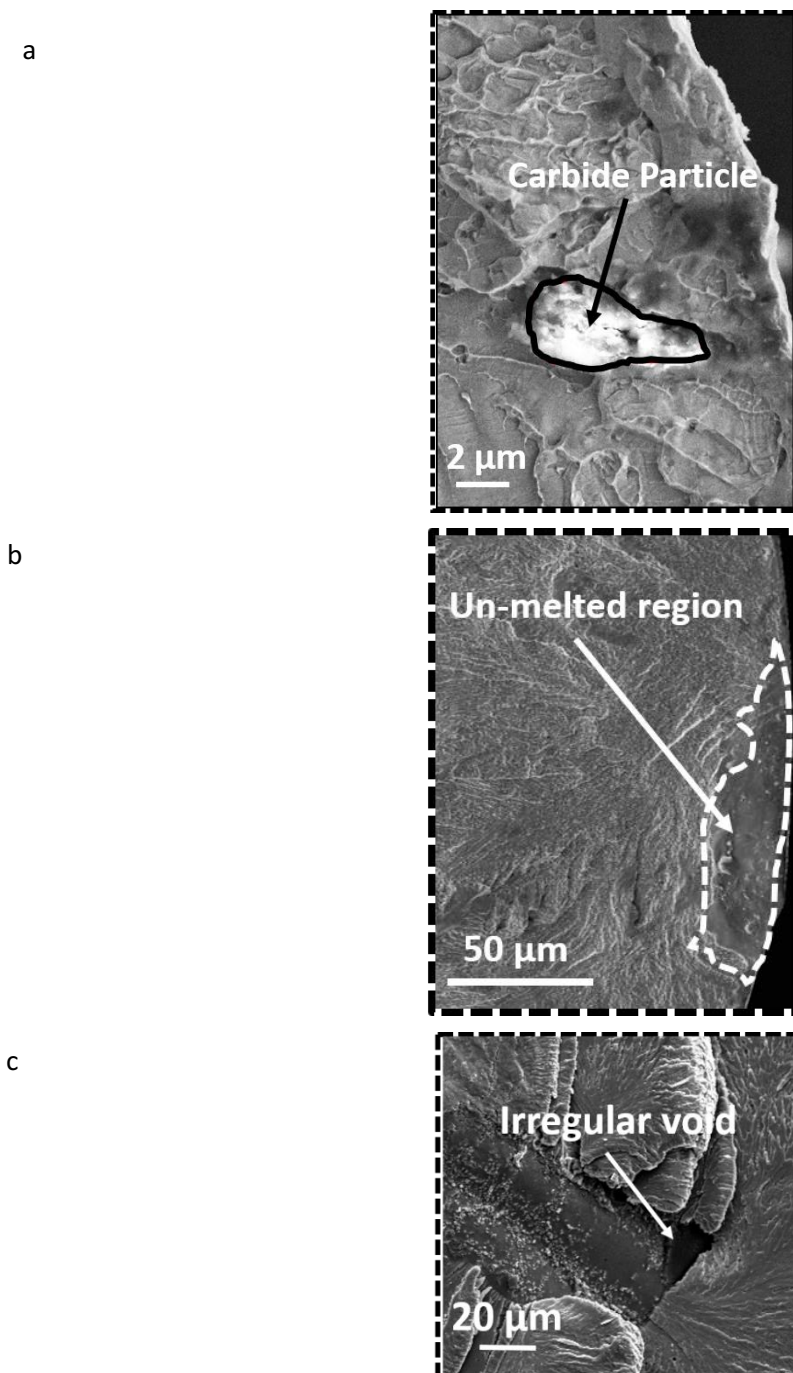 a
Carbide Particle
2 µm
b
Un-melted region
50 µm
c
Irregular void
20 µm